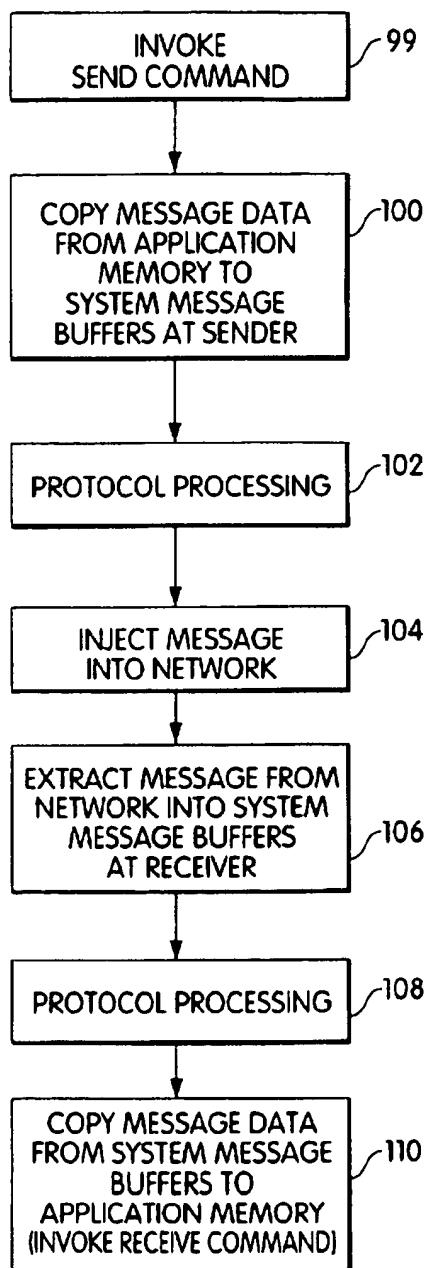 INVOKE
SEND COMMAND
99
COPY MESSAGE DATA
FROM APPLICATION
MEMORY TO
SYSTEM MESSAGE
BUFFERS AT SENDER
100
PROTOCOL PROCESSING
102
INJECT MESSAGE
INTO NETWORK
104
EXTRACT MESSAGE FROM
NETWORK INTO SYSTEM
MESSAGE BUFFERS
AT RECEIVER
106
PROTOCOL PROCESSING
108
COPY MESSAGE DATA
FROM SYSTEM MESSAGE
BUFFERS TO
APPLICATION MEMORY
(INVOKE RECEIVE COMMAND)
110